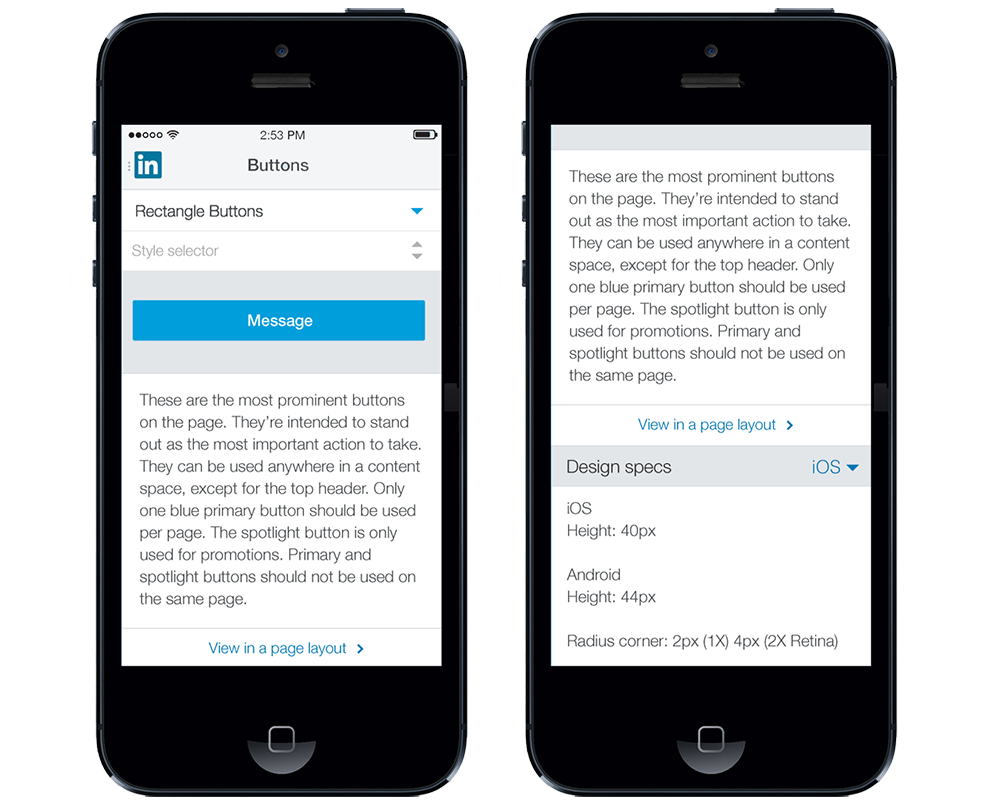 2:53 PM
in
Buttons
Rectangle Buttons
Style selector
Message
These are the most prominent buttons
on the page. They’re intended to stand
out as the most important action to take.
They can be used anywhere in a content
space, except for the top header. Only
one blue primary button should be used
per page. The spotlight button is only
used for promotions. Primary and
spotlight buttons should not be used on
the same page.
View in a page layout
These are the most prominent buttons
on the page. They’re intended to stand
out as the most important action to take.
They can be used anywhere in a content
space, except for the top header. Only
one blue primary button should be used
per page. The spotlight button is only
used for promotions. Primary and
spotlight buttons should not be used on
the same page.
View in a page layout
Design specs iOS
iOS
Height: 40px
Android
Height: 44px
Radius corner: 2px (1X) 4px (2X Retina)